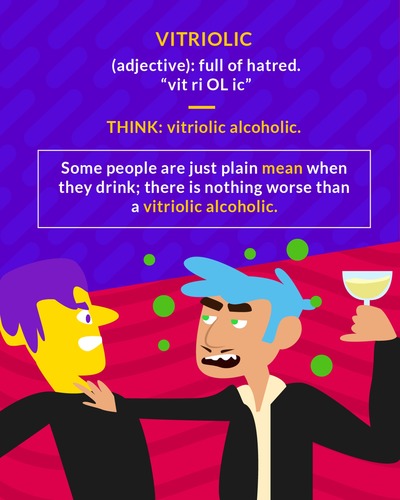 VITRIOLIC
(adjective): full of hatred.
“vit ri OL ic”
THINK: vitriolic alcoholic.
Some people are just plain mean when
they drink; there is nothing worse than
a vitriolic alcoholic.